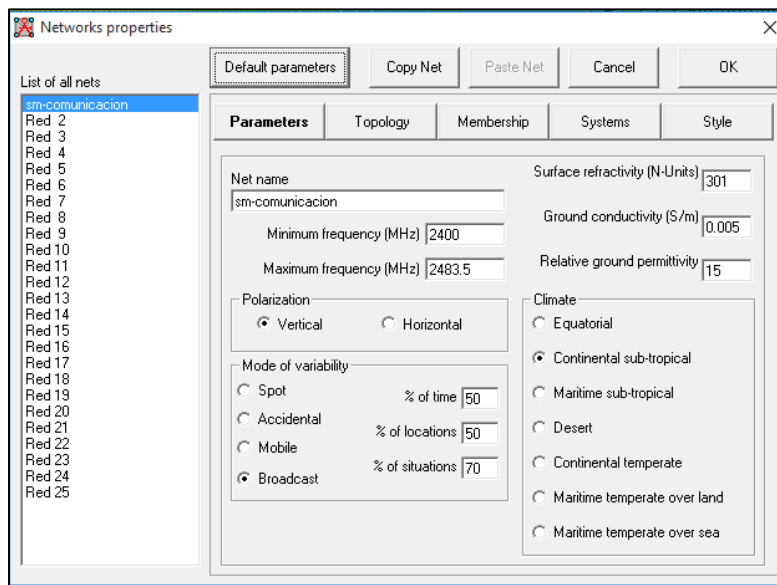 Networks properties
Default parameters
Copy Net
Paste Net
Cancel
OK
List of all nets
sm-comunicacion
Red 2
Red 3
Red 4
Red 5
Red 6
Red 7
Red 8
Red 9
Red 10
Red 11
Red 12
Red 13
Red 14
Red 15
Red 16
Red 17
Red 18
Red 19
Red 20
Red 21
Red 22
Red 23
Red 24
Red 25
Parameters
Topology
Membership
Systems
Style
Net name
sm-comunicacion
Minimum frequency (MHz) 2400
Maximum frequency (MHz) 2483.5
Surface refractivity (N-Units) 301
Ground conductivity (S/m) 0.005
Relative ground permittivity 15
Polarization
Vertical
Horizontal
Mode of variability
Spot
Accidental
Mobile
Broadcast
% of time 50
% of locations 50
% of situations 70
Climate
Equatorial
Continental sub-tropical
Maritime sub-tropical
Desert
Continental temperate
Maritime temperate over land
Maritime temperate over sea